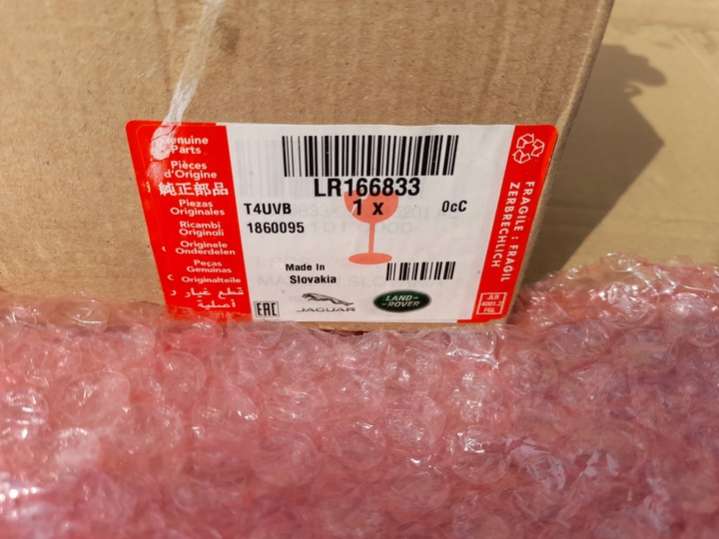 Genuine
Parts
Pièces
d'Origine
純正部品
Piezas
Originales
Ricambi
Originali
Originele
Onderdelen
Peças
Genuinas
Originalteile
قطع غيار
أصلية
LR166833
T4UVB
1 x
0cC
1860095
Made In
Slovakia
EAC
JAGUAR
LAND-
-ROVER
FRAGILE : FRAGIL
ZERBRECHLICH